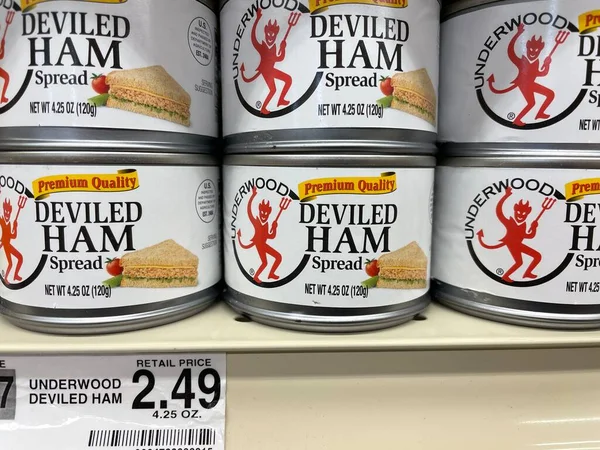 Premium Quality
DEVILED
HAM
Spread
NET WT 4.25 OZ (120g)
UNDERWOOD
Premium Quality
DEVILED
HAM
Spread
®
NET WT 4.25 OZ (120g)
UNDERWOOD
®
Premium Quality
DEVILED
HAM
Spread
NET WT 4.25 OZ (120g)
UNDERWOOD
Premium Quality
DEVILED
HAM
Spread
®
NET WT 4.25 OZ (120g)
UNDERWOOD
®
RETAIL PRICE
UNDERWOOD
DEVILED HAM
2.49
4.25 OZ.